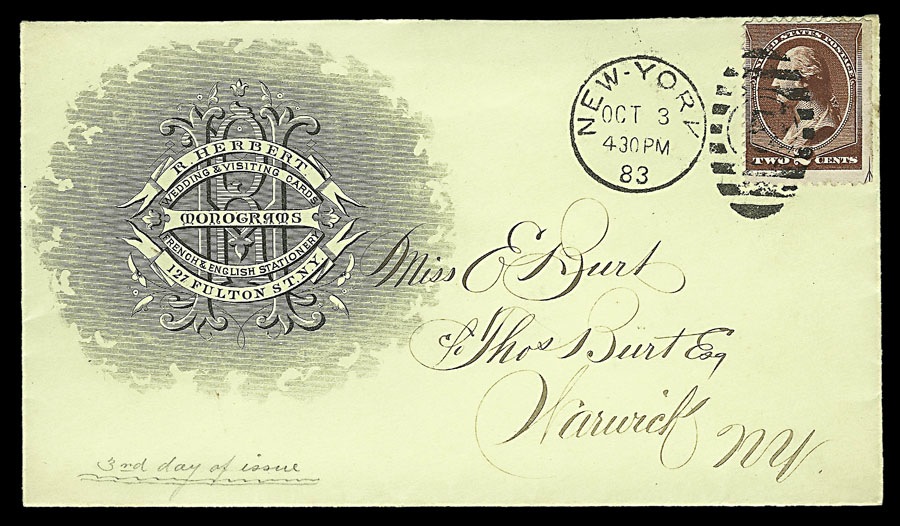 R. HERBERT
WEDDING & VISITING CARDS
MONOGRAMS
FRENCH & ENGLISH STATIONERY
127 FULTON ST. N.Y.
NEW-YORK
OCT 3
430 PM
83
UNITED STATES POSTAGE
TWO 2 CENTS
Miss E Burt
c/o Thos Burt Esq
Warwick
NY.
3rd day of issue